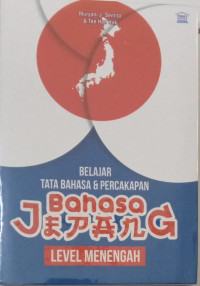 BELAJAR
TATA BAHASA & PERCAKAPAN
Bahasa
JEPANG
LEVEL MENENGAH